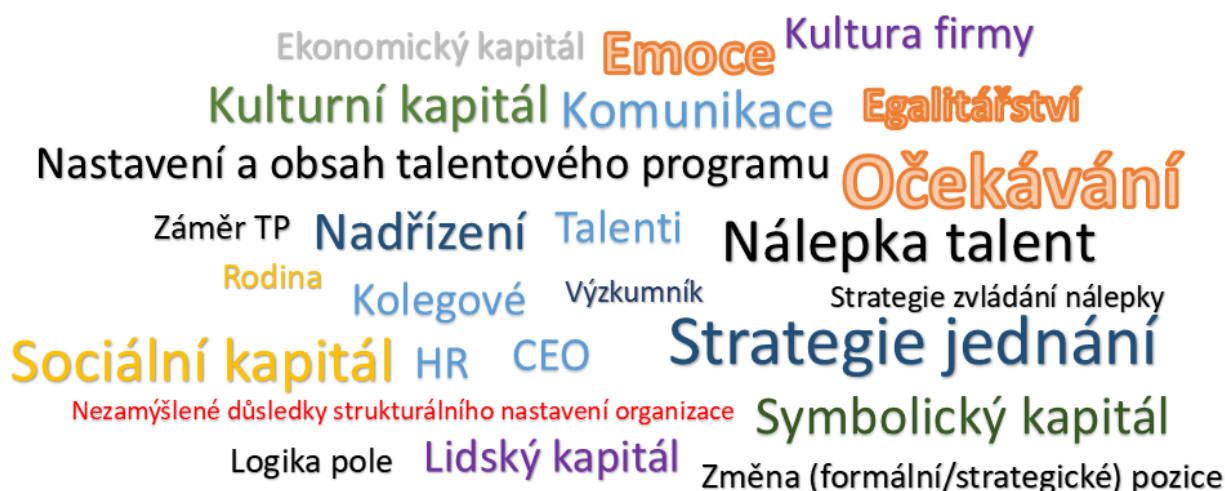 Ekonomický kapitál Emoce Kultura firmy
Kulturní kapitál Komunikace Egalitářství
Nastavení a obsah talentového programu Očekávání
Záměr TP Nadřízení Talenti Nálepka talent
Rodina Kolegové Výzkumník Strategie zvládání nálepky
Sociální kapitál HR CEO Strategie jednání
Nezamýšlené důsledky strukturálního nastavení organizace Symbolický kapitál
Logika pole Lidský kapitál Změna (formální/strategické) pozice